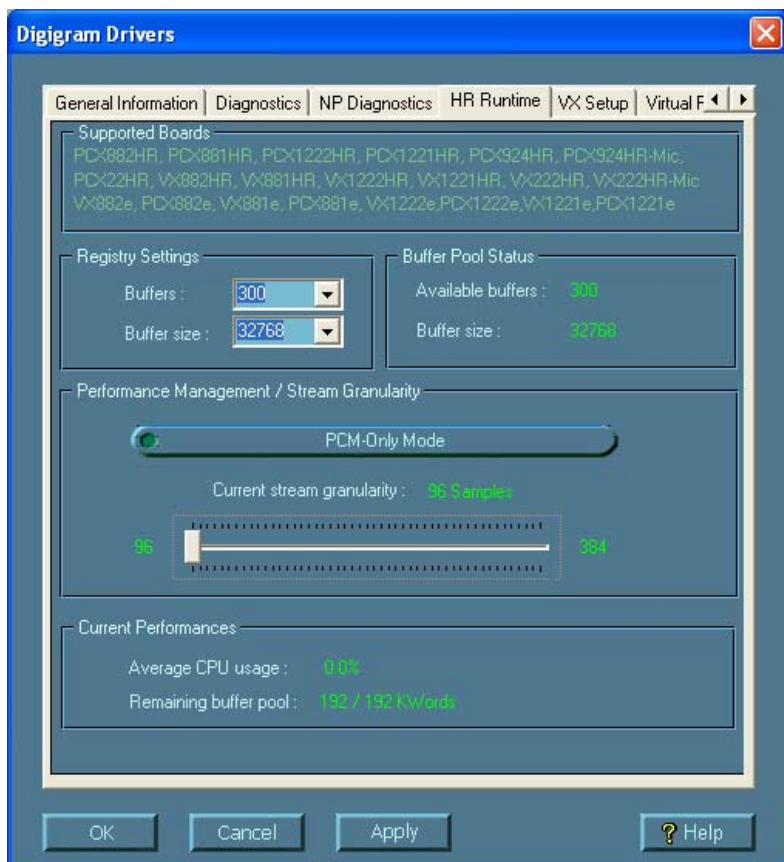 Digigram Drivers
General Information
Diagnostics
NP Diagnostics
HR Runtime
VX Setup
Supported Boards
PCX882HR, PCX881HR, PCX1222HR, PCX1221HR, PCX924HR, PCX924HR-Mic,
PCX22HR, VX882HR, VX881HR, VX1222HR, VX1221HR, VX222HR, VX222HR-Mic
VX882e, PCX882e, VX881e, PCX881e, VX1222e,PCX1222e,VX1221e,PCX1221e
Registry Settings
Buffers : 300
Buffer size : 32768
Buffer Pool Status
Available buffers : 300
Buffer size : 32768
Performance Management / Stream Granularity
PCM-Only Mode
Current stream granularity : 96 Samples
96
384
Current Performances
Average CPU usage : 0.0%
Remaining buffer pool : 192 / 192 KWords
OK
Cancel
Apply
? Help